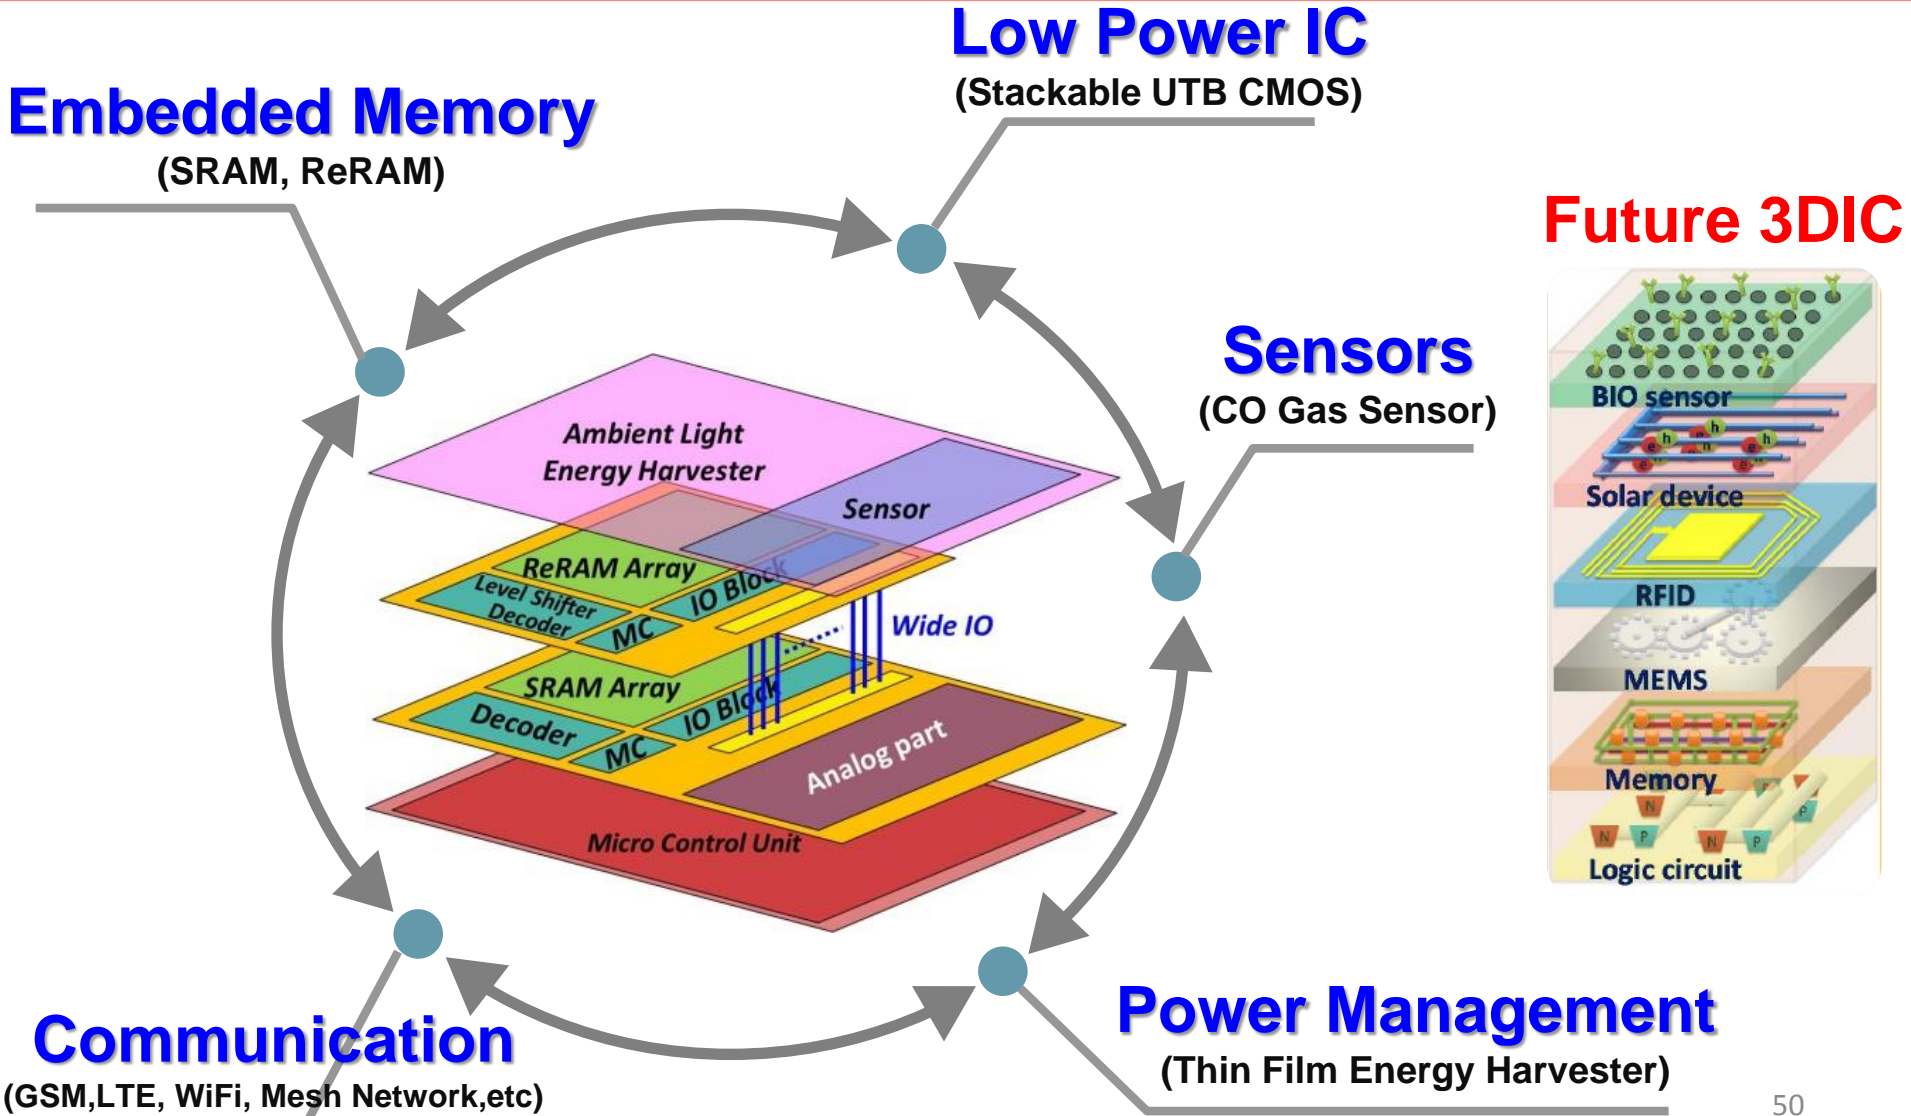 Low Power IC
(Stackable UTB CMOS)
Embedded Memory
(SRAM, ReRAM)
Future 3DIC
Sensors
(CO Gas Sensor)
Ambient Light
Energy Harvester
Sensor
ReRAM Array
IO Block
Level Shifter
Decoder
MC
Wide IO
SRAM Array
IO Block
Decoder
MC
Analog part
Micro Control Unit
BIO sensor
h
e
h
e
h
e
e
Solar device
RFID
MEMS
Memory
N
P
N
P
N
P
Logic circuit
Communication
(GSM,LTE, WiFi, Mesh Network,etc)
Power Management
(Thin Film Energy Harvester)
50